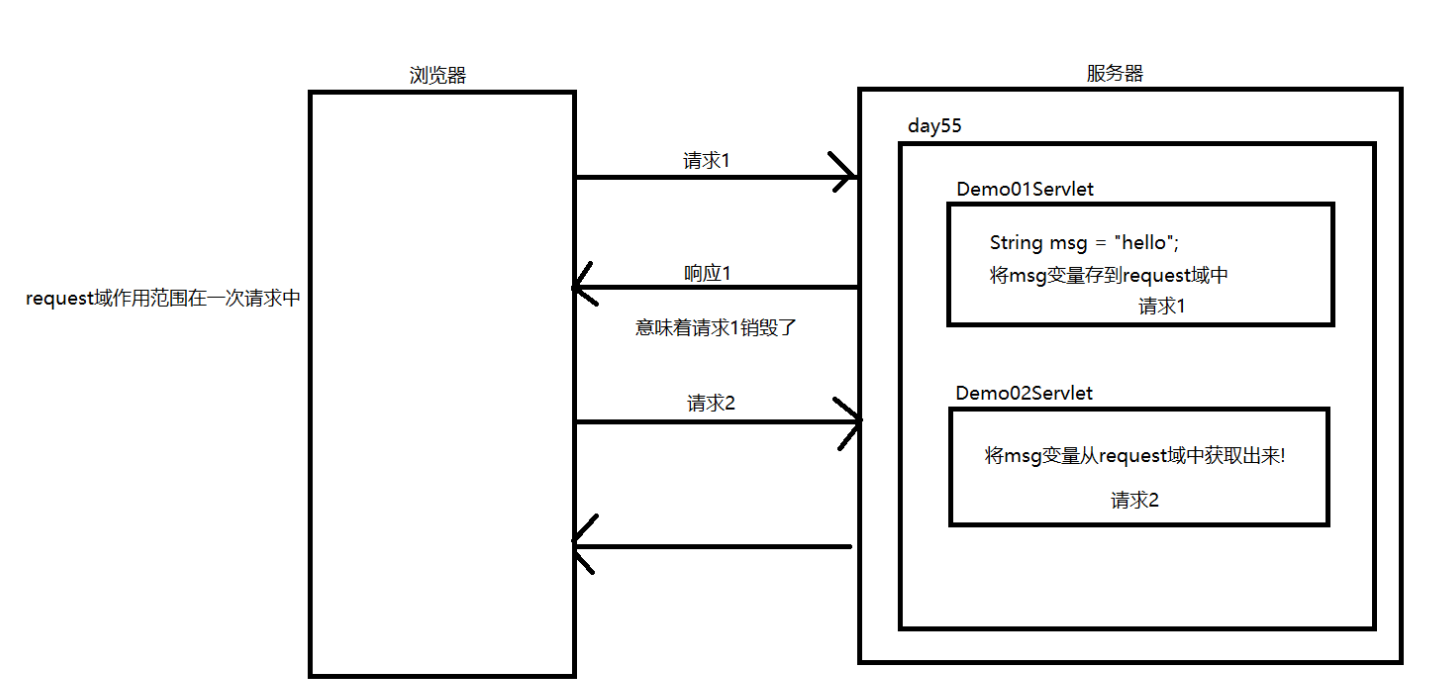 浏览器
服务器
day55
请求1
Demo01Servlet
String msg = "hello";
将msg变量存到request域中
请求1
响应1
request域作用范围在一次请求中
意味着请求1销毁了
请求2
Demo02Servlet
将msg变量从request域中获取出来!
请求2